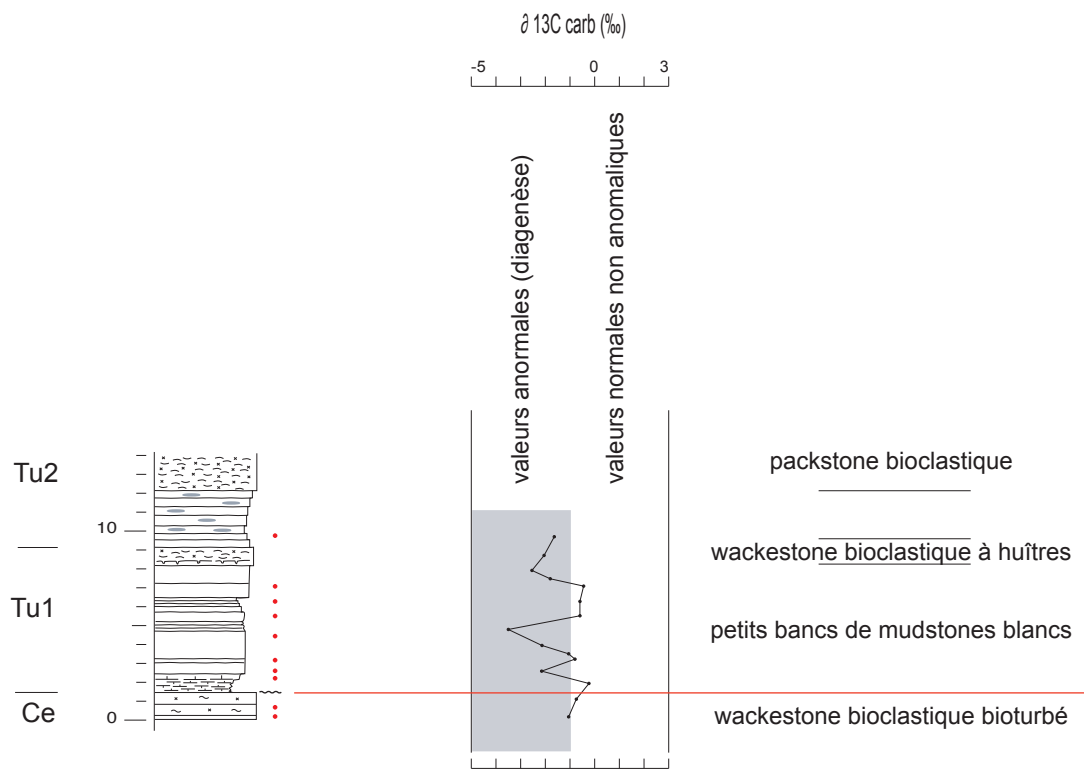 ∂ 13C carb (‰)
-5 0 3
valeurs anormales (diagenèse)
valeurs normales non anomaliques
Tu2
packstone bioclastique
10
wackestone bioclastique à huîtres
Tu1
petits bancs de mudstones blancs
Ce
0
wackestone bioclastique bioturbé